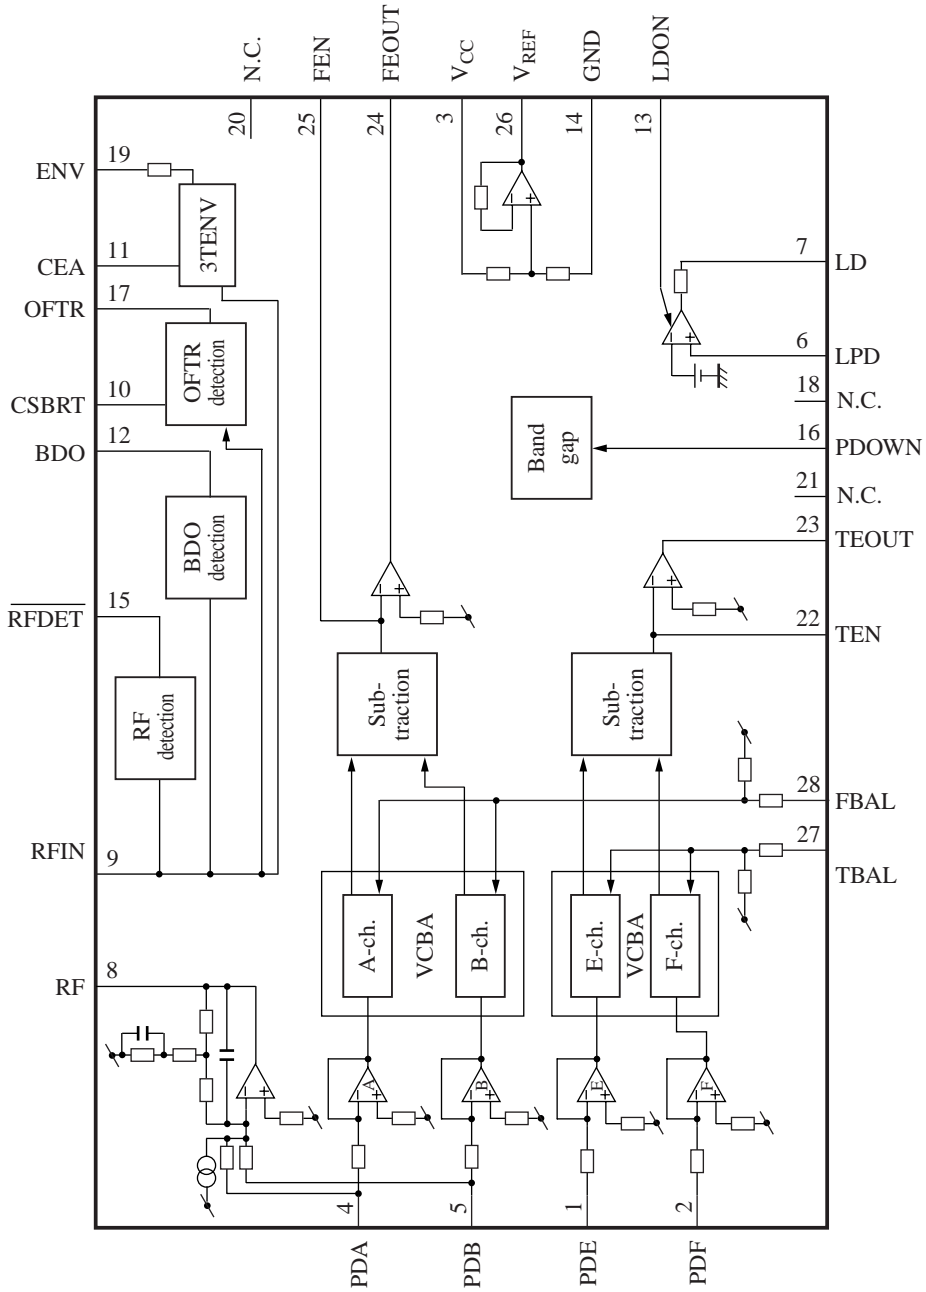 N.C.
FEN
FEOUT
VCC
VREF
GND
LDON
20
25
24
3
26
14
13
ENV
19
3TENV
CEA
11
OFTR
17
OFTR
detection
CSBRT
10
BDO
12
BDO
detection
RFDET
15
RF
detection
RFIN
9
RF
8
7
LD
6
LPD
18
N.C.
16
PDOWN
Band
gap
21
N.C.
23
TEOUT
22
TEN
28
FBAL
27
TBAL
Sub-
traction
Sub-
traction
A-ch.
VCBA
B-ch.
E-ch.
VCBA
F-ch.
A
B
E
F
4
5
1
2
PDA
PDB
PDE
PDF